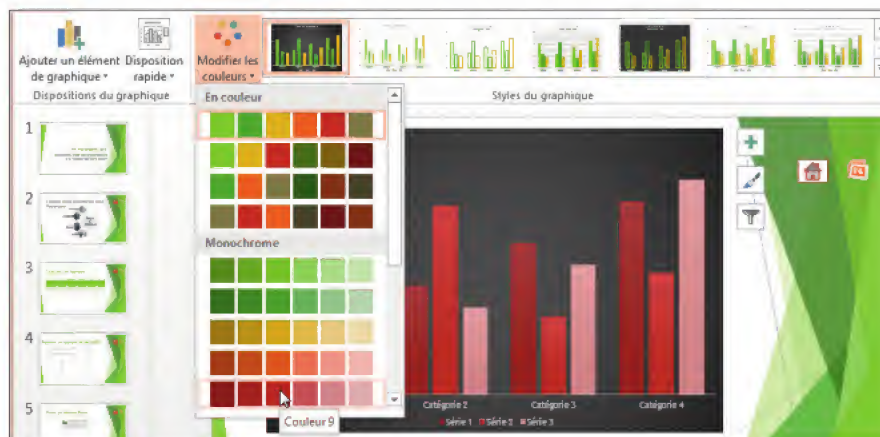 Ajouter un élément
de graphique
Disposition
rapide
Modifier les
couleurs
Dispositions du graphique
Styles du graphique
En couleur
Monochrome
Couleur 9
1
2
3
4
5
Catégorie 2
Catégorie 3
Catégorie 4
Série 1
Série 2
Série 3